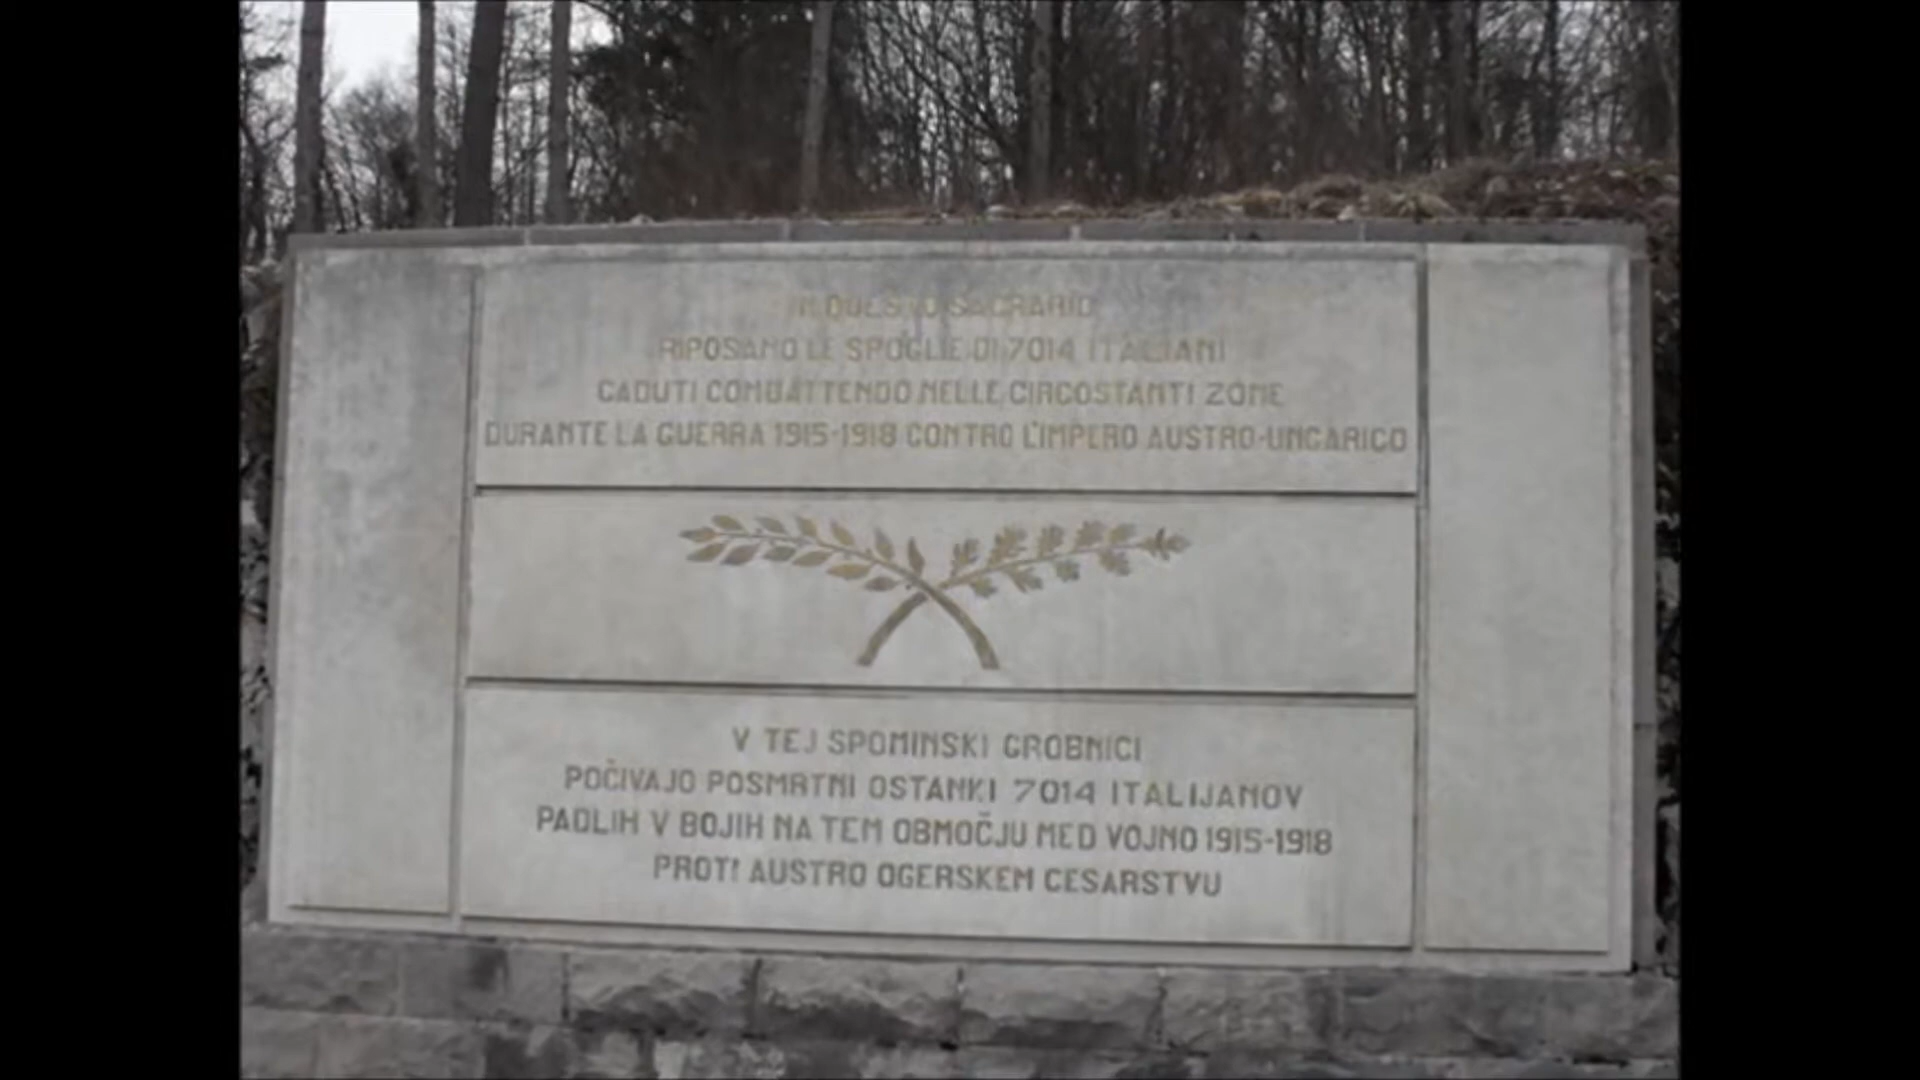 IN QUESTO SACRARIO
RIPOSANO LE SPOGLIE DI 7014 ITALIANI
CADUTI COMBATTENDO NELLE CIRCOSTANTI ZONE
DURANTE LA GUERRA 1915-1918 CONTRO L'IMPERO AUSTRO-UNGARICO
V TEJ SPOMINSKI GROBNICI
POČIVAJO POSMRTNI OSTANKI 7014 ITALIJANOV
PADLIH V BOJIH NA TEM OBMOČJU MED VOJNO 1915-1918
PROTI AUSTRO OGERSKEM CESARSTVU